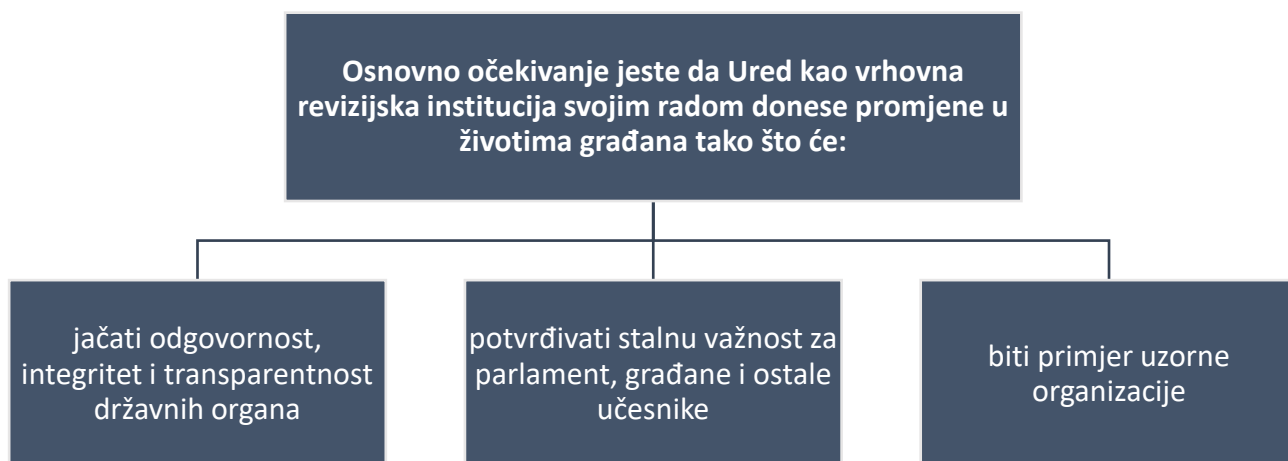 Osnovno očekivanje jeste da Ured kao vrhovna
revizijska institucija svojim radom donese promjene u
životima građana tako što će:
jačati odgovornost,
integritet i transparentnost
državnih organa
potvrđivati stalnu važnost za
parlament, građane i ostale
učesnike
biti primjer uzorne
organizacije